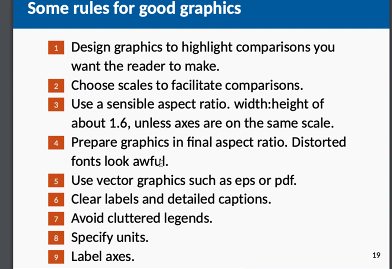 Some rules for good graphics
1 Design graphics to highlight comparisons you
want the reader to make.
2 Choose scales to facilitate comparisons.
3 Use a sensible aspect ratio. width:height of
about 1.6, unless axes are on the same scale.
4 Prepare graphics in final aspect ratio. Distorted
fonts look awful.
5 Use vector graphics such as eps or pdf.
6 Clear labels and detailed captions.
7 Avoid cluttered legends.
8 Specify units.
9 Label axes.
19